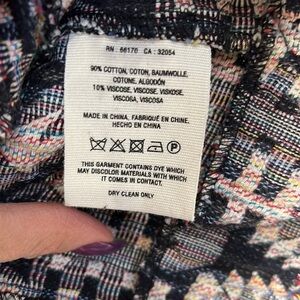 RN : 66170 CA : 32054
90% COTTON, COTON, BAUMWOLLE,
COTONE, ALGODÓN
10% VISCOSE, VISCOSE, VISKOSE,
VISCOSA, VISCOSA
MADE IN CHINA, FABRIQUÉ EN CHINE.
HECHO EN CHINA
P
THIS GARMENT CONTAINS DYE WHICH
MAY DISCOLOR MATERIALS WITH WHICH
IT COMES IN CONTACT.
DRY CLEAN ONLY